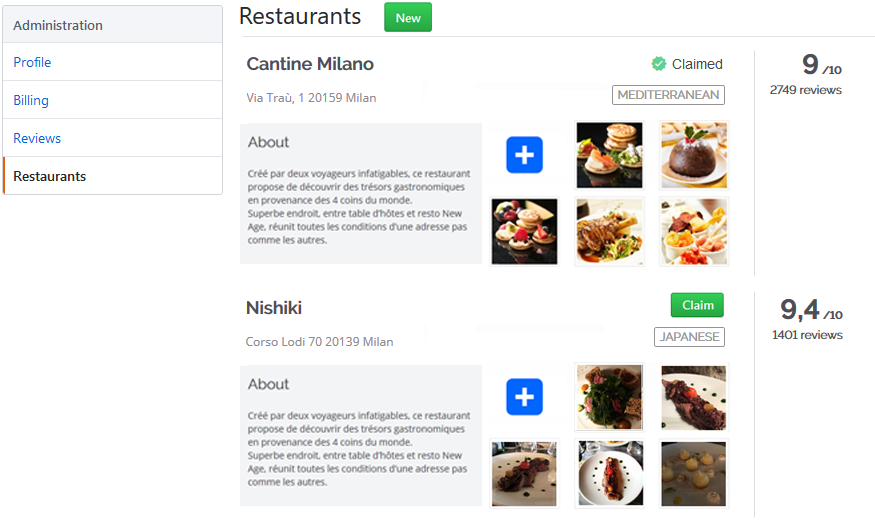 Administration
Profile
Billing
Reviews
Restaurants
Restaurants New
Cantine Milano
Claimed
Via Traù, 1 20159 Milan
MEDITERRANEAN
9 /10
2749 reviews
About
Créé par deux voyageurs infatigables, ce restaurant
propose de découvrir des trésors gastronomiques
en provenance des 4 coins du monde.
Superbe endroit, entre table d'hôtes et resto New
Age, réunit toutes les conditions d'une adresse pas
comme les autres.
Nishiki
Claim
Corso Lodi 70 20139 Milan
JAPANESE
9,4 /10
1401 reviews
About
Créé par deux voyageurs infatigables, ce restaurant
propose de découvrir des trésors gastronomiques
en provenance des 4 coins du monde.
Superbe endroit, entre table d'hôtes et resto New
Age, réunit toutes les conditions d'une adresse pas
comme les autres.